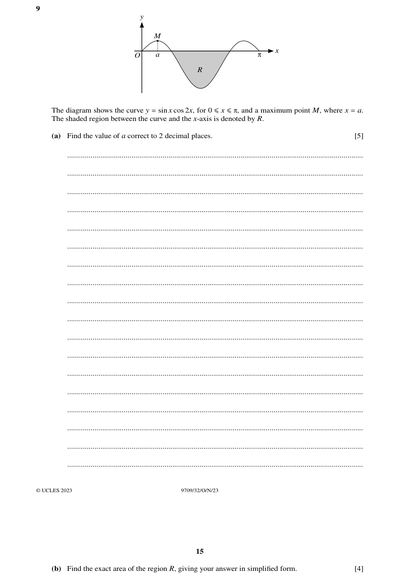 9
y
M
O
a
π
x
R
The diagram shows the curve y = sin x cos 2x, for 0 ⩽ x ⩽ π, and a maximum point M, where x = a.
The shaded region between the curve and the x-axis is denoted by R.
(a) Find the value of a correct to 2 decimal places. [5]
© UCLES 2023 9709/32/O/N/23
15
(b) Find the exact area of the region R, giving your answer in simplified form. [4]